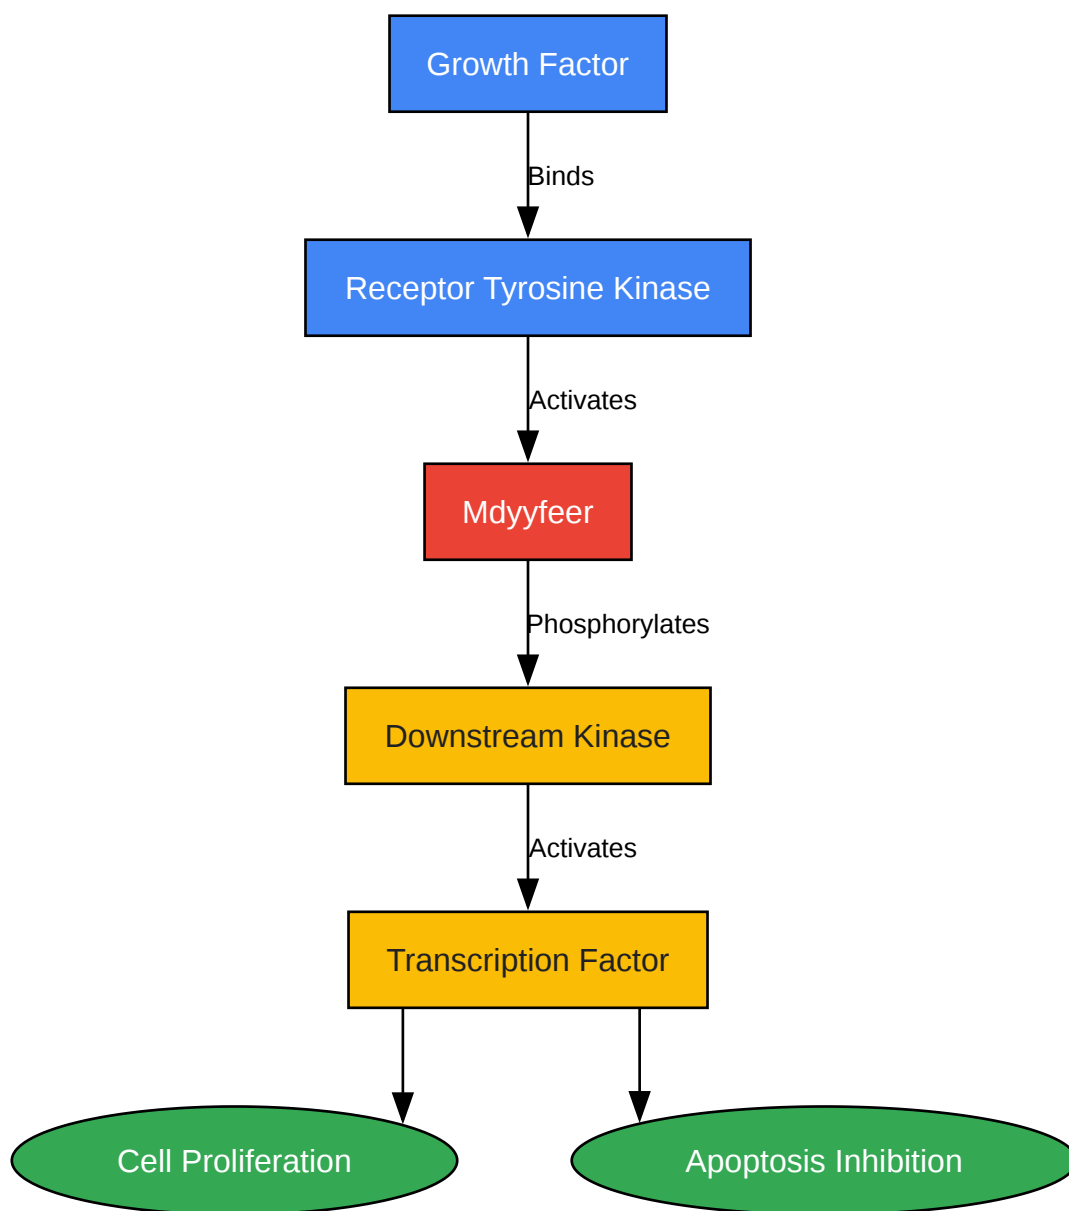 Growth Factor
Binds
Receptor Tyrosine Kinase
Activates
Mdyyfeer
Phosphorylates
Downstream Kinase
Activates
Transcription Factor
Cell Proliferation
Apoptosis Inhibition